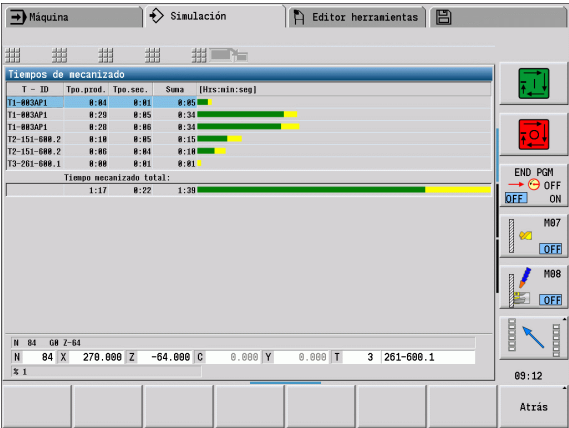 Máquina
Simulación
Editor herramientas
Tiempos de mecanizado
T - ID Tpo.prod. Tpo.sec. Suma [Hrs:min:seg]
T1-003AP1 0:04 0:01 0:05
T1-003AP1 0:29 0:05 0:34
T1-003AP1 0:28 0:06 0:34
T2-151-600.2 0:10 0:05 0:15
T2-151-600.2 0:06 0:04 0:10
T3-261-600.1 0:00 0:01 0:01
Tiempo mecanizado total:
1:17 0:22 1:39
END PGM
OFF
OFF ON
M07
OFF
M08
OFF
N 84 G0 Z-64
N 84 X 270.000 Z -64.000 C 0.000 Y 0.000 T 3 261-600.1
% 1
09:12
Atrás